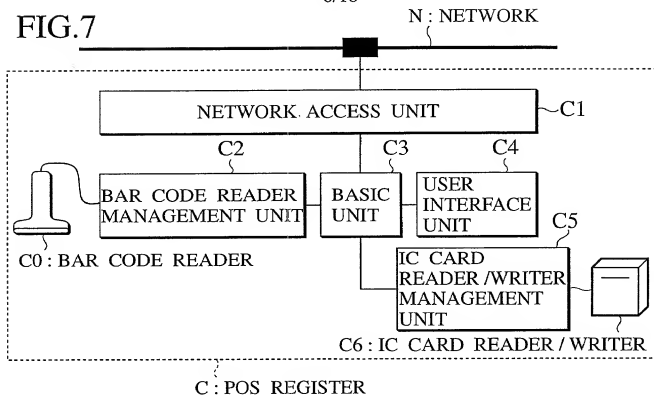 FIG.7
N : NETWORK
NETWORK ACCESS UNIT
C1
C2
C3
C4
BAR CODE READER
MANAGEMENT UNIT
BASIC
UNIT
USER
INTERFACE
UNIT
C5
C0 : BAR CODE READER
IC CARD
READER /WRITER
MANAGEMENT
UNIT
C6 : IC CARD READER / WRITER
C : POS REGISTER